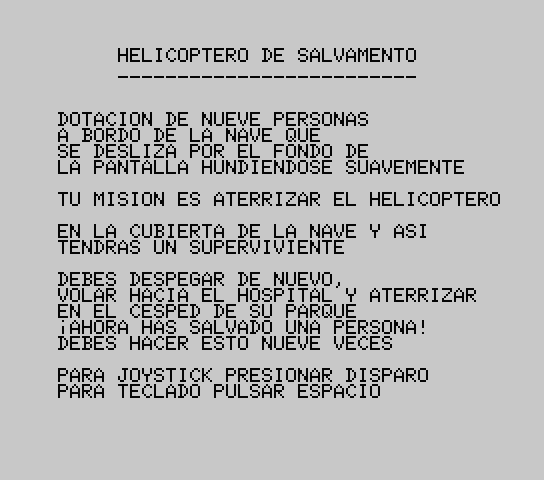 HELICOPTERO DE SALVAMENTO
-------------------------
DOTACION DE NUEVE PERSONAS
A BORDO DE LA NAVE QUE
SE DESLIZA POR EL FONDO DE
LA PANTALLA HUNDIENDOSE SUAVEMENTE
TU MISION ES ATERRIZAR EL HELICOPTERO
EN LA CUBIERTA DE LA NAVE Y ASI
TENDRAS UN SUPERVIVIENTE
DEBES DESPEGAR DE NUEVO,
VOLAR HACIA EL HOSPITAL Y ATERRIZAR
EN EL CESPED DE SU PARQUE
¡AHORA HAS SALVADO UNA PERSONA!
DEBES HACER ESTO NUEVE VECES
PARA JOYSTICK PRESIONAR DISPARO
PARA TECLADO PULSAR ESPACIO